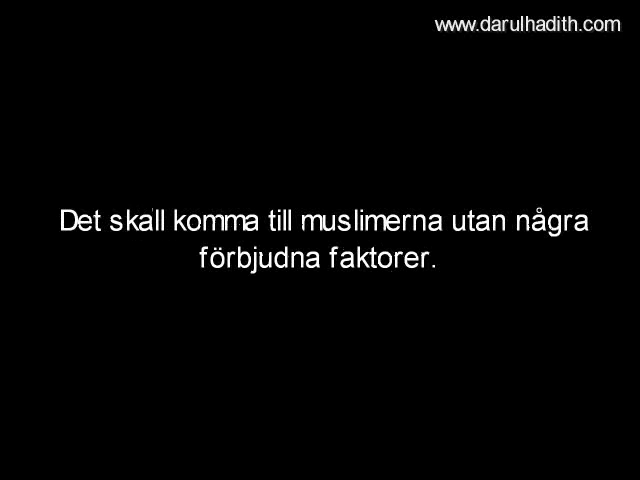 www.darulhadith.com
Det skall komma till muslimerna utan några
förbjudna faktorer.